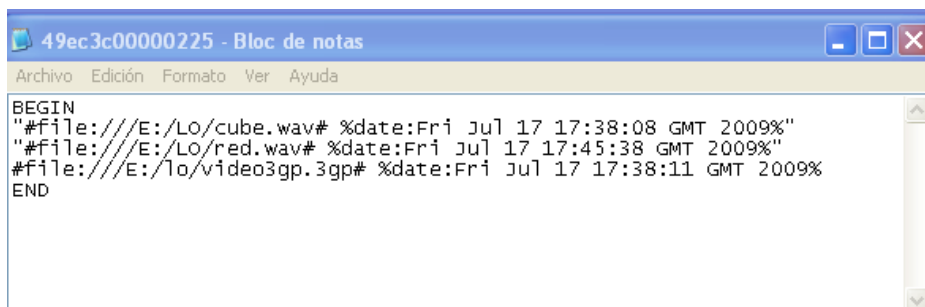 49ec3c00000225 - Bloc de notas
Archivo Edición Formato Ver Ayuda
BEGIN
"#file:///E:/LO/cube.wav# %date:Fri Jul 17 17:38:08 GMT 2009%"
"#file:///E:/LO/red.wav# %date:Fri Jul 17 17:45:38 GMT 2009%"
#file:///E:/lo/video3gp.3gp# %date:Fri Jul 17 17:38:11 GMT 2009%
END